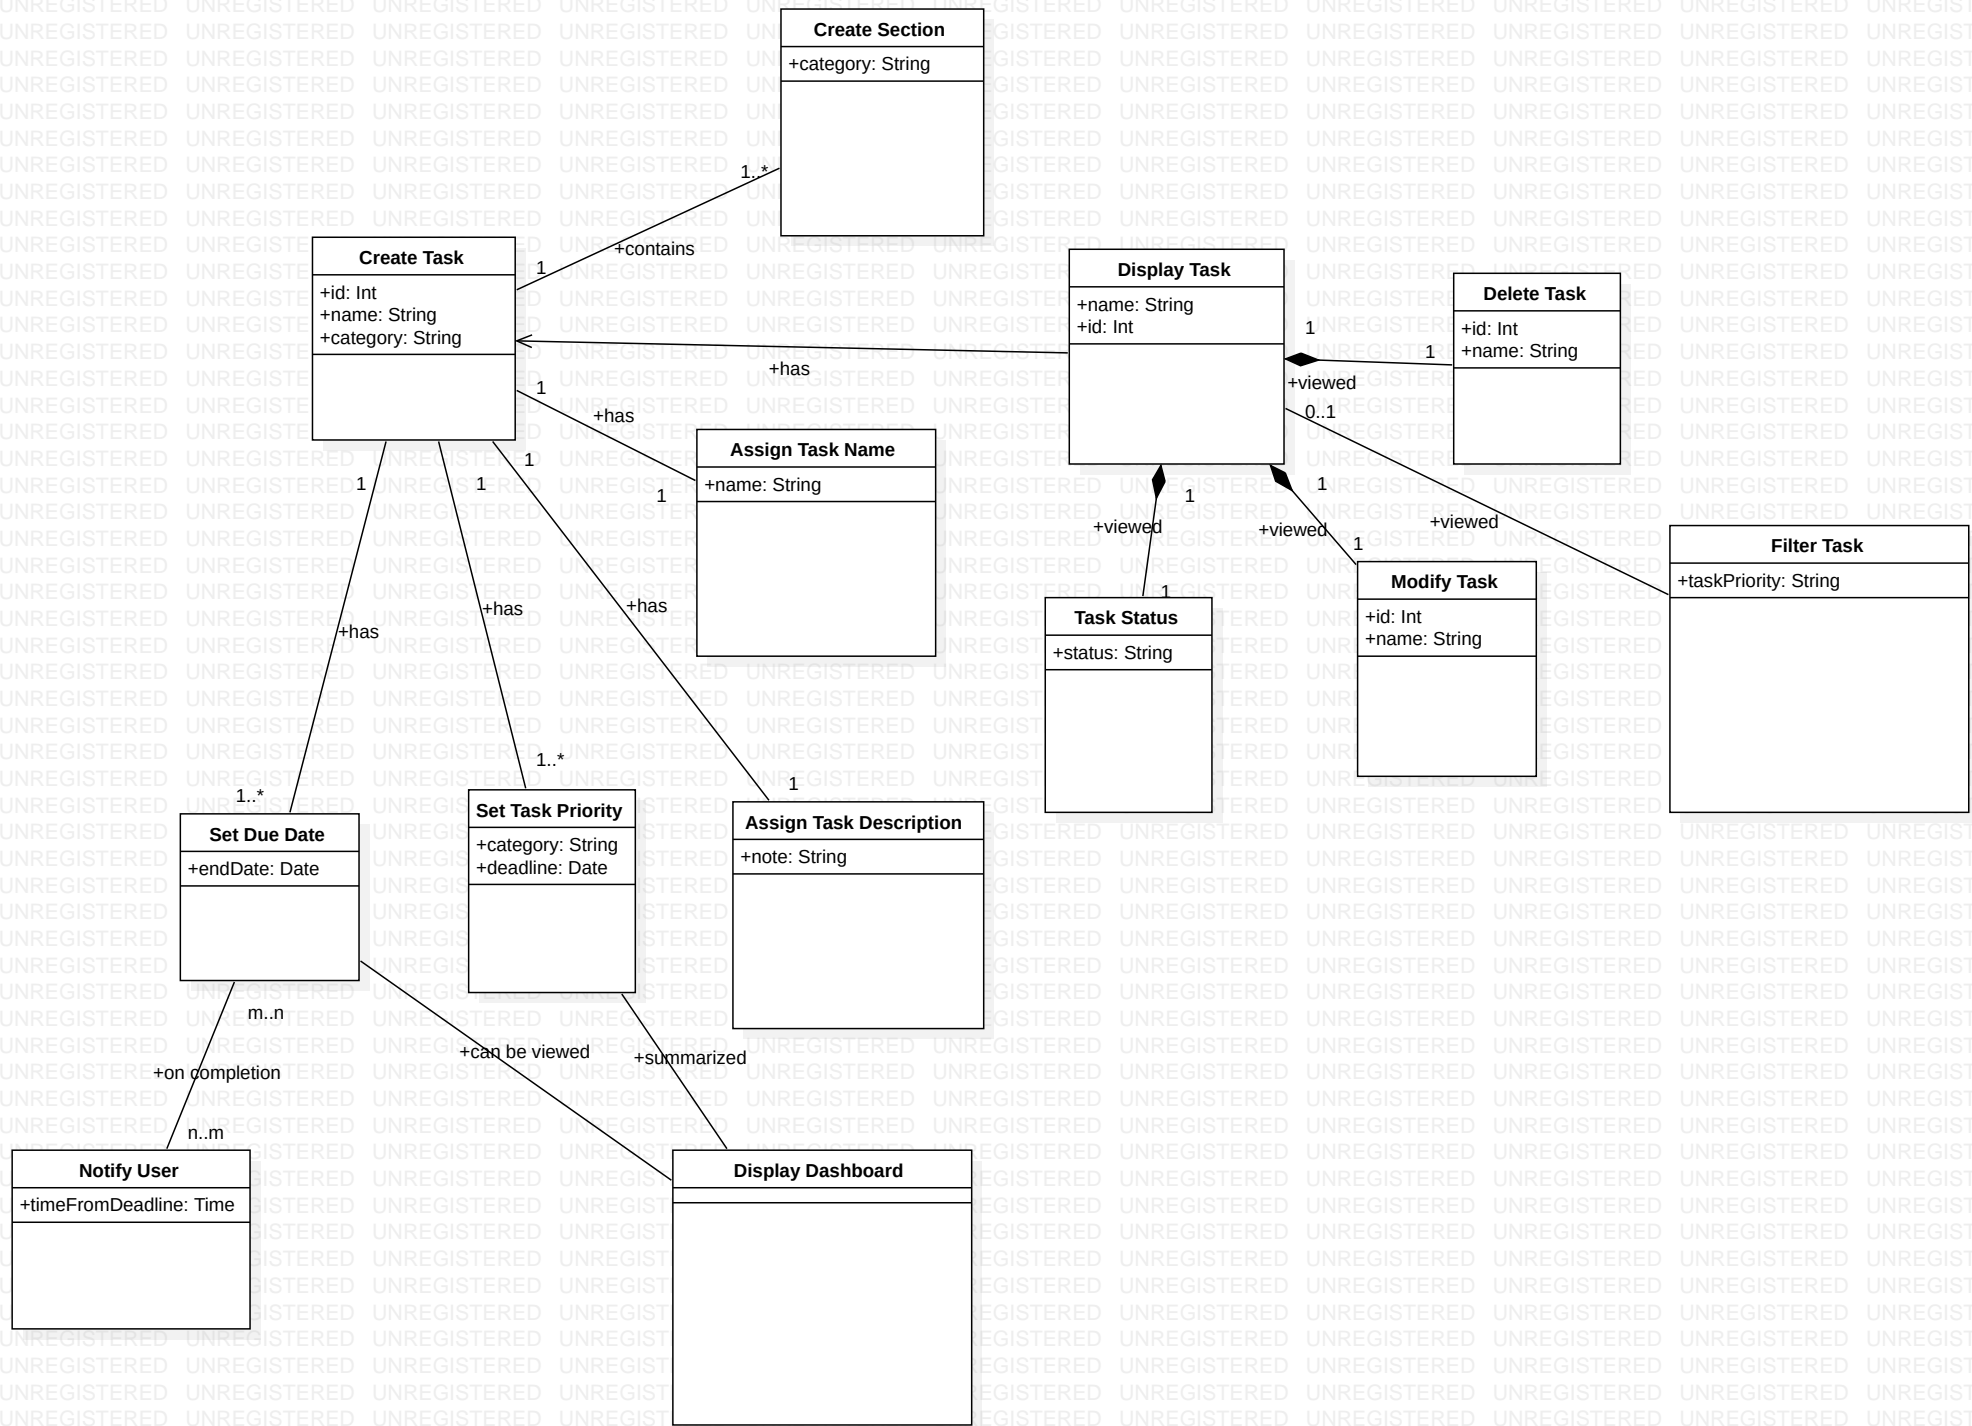 Create Section
+category: String
1..*
+contains
1
Create Task
+id: Int
+name: String
+category: String
Display Task
+name: String
+id: Int
Delete Task
+id: Int
+name: String
1
1
+viewed
0..1
+has
1
+has
1
Assign Task Name
+name: String
1
1
1
+has
+has
+has
1
+viewed
1
+viewed
1
+viewed
1
Task Status
+status: String
Modify Task
+id: Int
+name: String
Filter Task
+taskPriority: String
1..*
1..*
1
Set Due Date
+endDate: Date
Set Task Priority
+category: String
+deadline: Date
Assign Task Description
+note: String
m..n
+on completion
n..m
+can be viewed
+summarized
Notify User
+timeFromDeadline: Time
Display Dashboard
UNREGISTERED